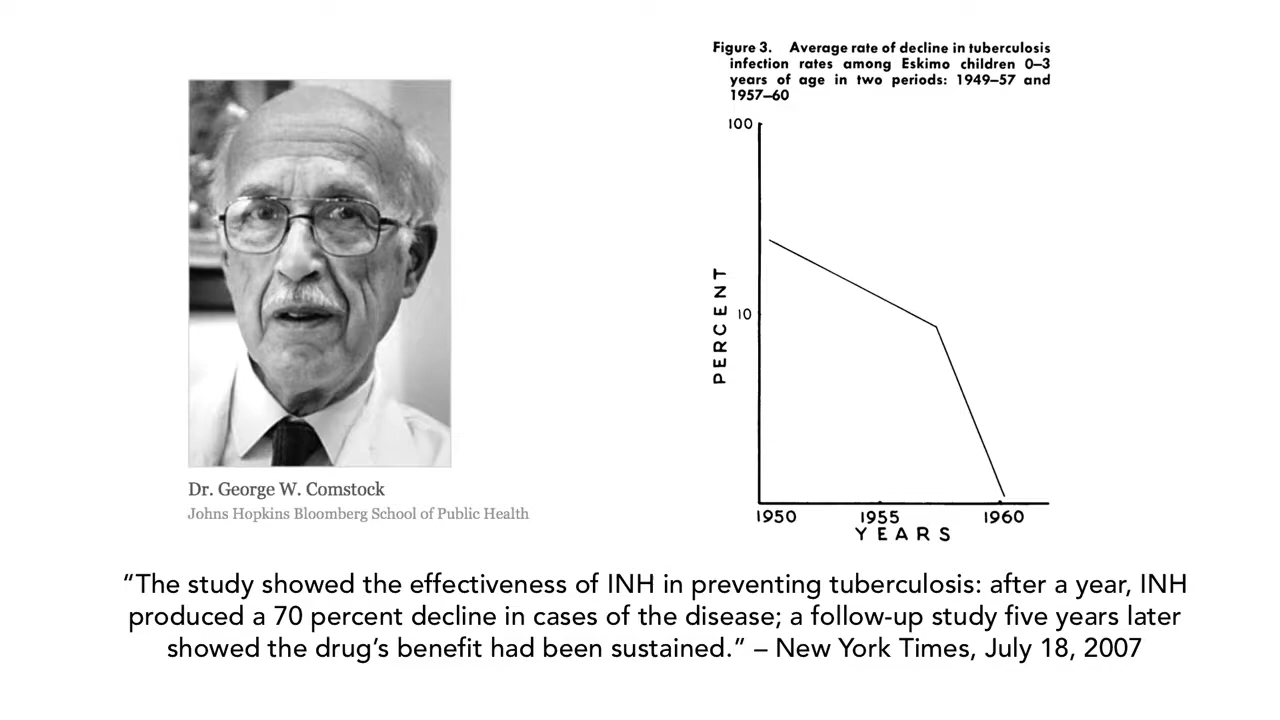 Figure 3. Average rate of decline in tuberculosis
infection rates among Eskimo children 0–3
years of age in two periods: 1949–57 and
1957–60
100
PERCENT
10
1950 1955 1960
YEARS
Dr. George W. Comstock
Johns Hopkins Bloomberg School of Public Health
"The study showed the effectiveness of INH in preventing tuberculosis: after a year, INH
produced a 70 percent decline in cases of the disease; a follow-up study five years later
showed the drug's benefit had been sustained." – New York Times, July 18, 2007